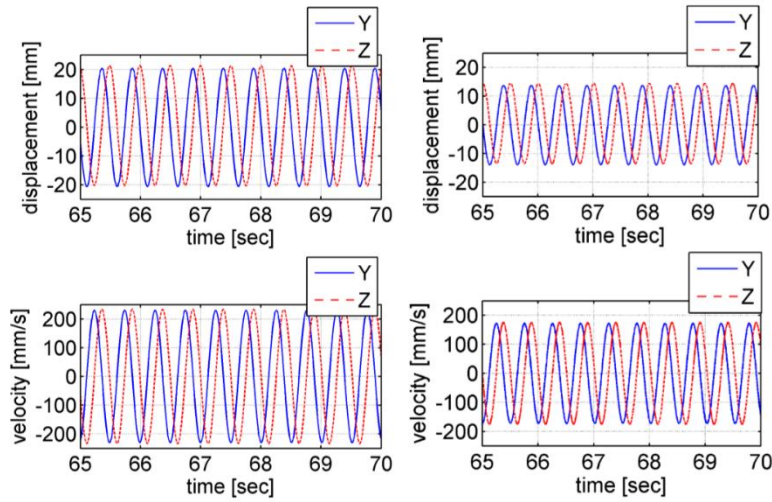 Y
Z
displacement [mm]
20
10
0
-10
-20
65 66 67 68 69 70
time [sec]
Y
Z
displacement [mm]
20
10
0
-10
-20
65 66 67 68 69 70
time [sec]
Y
Z
velocity [mm/s]
200
100
0
-100
-200
65 66 67 68 69 70
time [sec]
Y
Z
velocity [mm/s]
200
100
0
-100
-200
65 66 67 68 69 70
time [sec]